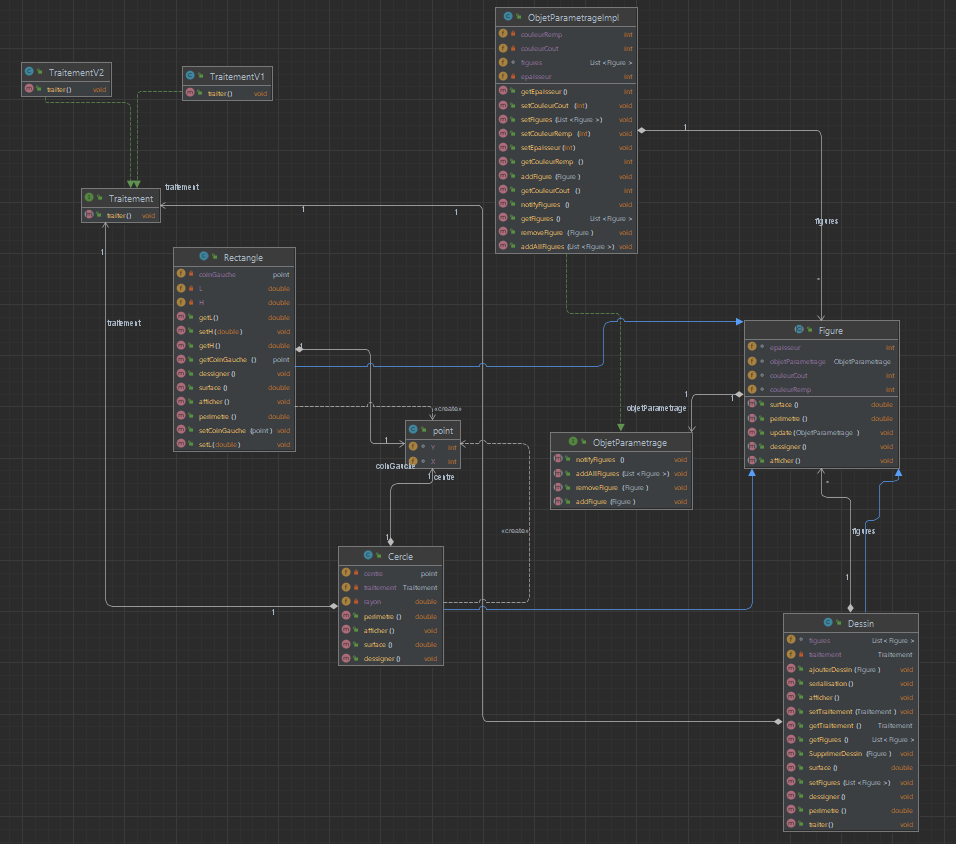 ObjetParametrageImpl
couleurRemp int
couleurCout int
figures List<Figure>
epaisseur int
getEpaisseur() int
setCouleurCout (int) void
setFigures (List<Figure>) void
setCouleurRemp (int) void
setEpaisseur(int) void
getCouleurRemp () int
addFigure (Figure) void
getCouleurCout () int
notifyFigures () void
getFigures () List<Figure>
removeFigure (Figure) void
addAllFigures (List<Figure>) void
TraitementV2
traiter() void
TraitementV1
traiter() void
Traitement
traiter() void
traitement
1
1
1
figures
*
1
traitement
Rectangle
coinGauche point
L double
H double
getL() double
setH(double) void
getH() double
getCoinGauche () point
dessigner() void
surface () double
afficher() void
perimetre () double
setCoinGauche (point) void
setL(double) void
1
«create»
point
Y int
X int
1
coinGauche
1
centre
«create»
Figure
epaisseur int
objetParametrage ObjetParametrage
couleurCout int
couleurRemp int
surface () double
perimetre () double
update(ObjetParametrage ) void
dessigner() void
afficher() void
1
1
objetParametrage
ObjetParametrage
notifyFigures () void
addAllFigures (List<Figure>) void
removeFigure (Figure) void
addFigure (Figure) void
*
figures
1
1
Cercle
centre point
traitement Traitement
rayon double
perimetre () double
afficher() void
surface () double
dessigner() void
1
Dessin
figures List<Figure>
traitement Traitement
ajouterDessin (Figure) void
serialisation () void
afficher() void
setTraitement (Traitement) void
getTraitement () Traitement
getFigures () List<Figure>
SupprimerDessin (Figure) void
surface () double
setFigures (List<Figure>) void
dessigner() void
perimetre () double
traiter() void